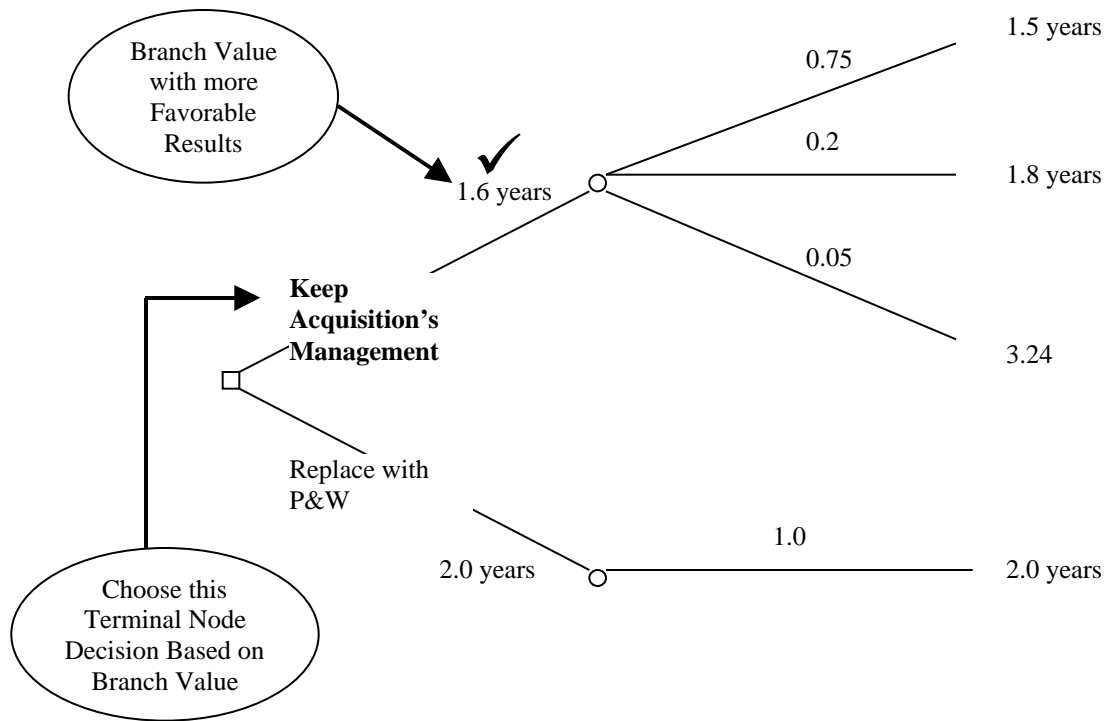 Branch Value
with more
Favorable
Results
1.6 years
0.75
1.5 years
0.2
1.8 years
0.05
3.24
Keep
Acquisition’s
Management
Replace with
P&W
2.0 years
1.0
2.0 years
Choose this
Terminal Node
Decision Based on
Branch Value